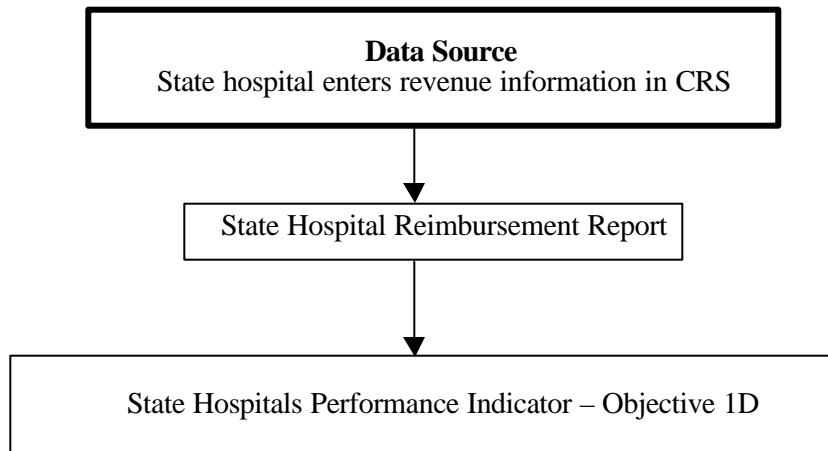 Data Source
State hospital enters revenue information in CRS
State Hospital Reimbursement Report
State Hospitals Performance Indicator – Objective 1D